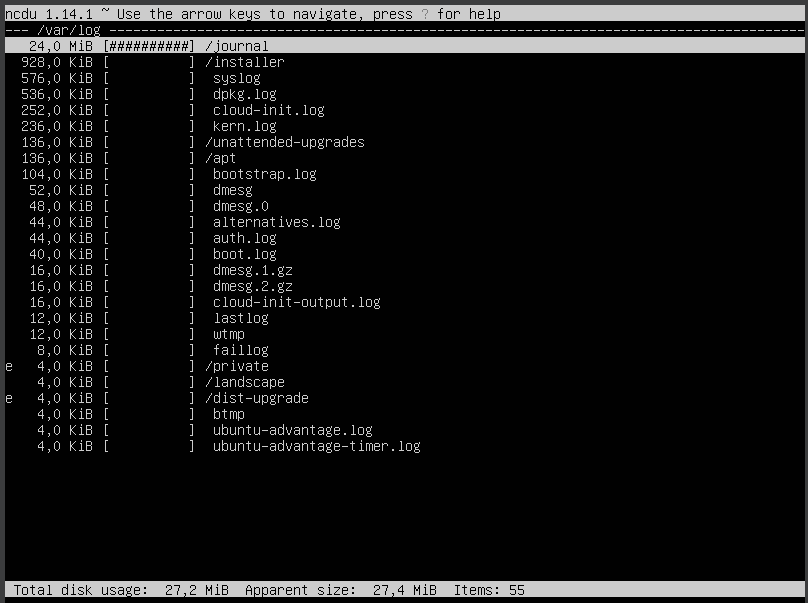 ncdu 1.14.1 ~ Use the arrow keys to navigate, press ? for help
--- /var/log ---------------------------------------------------------------------------------------
   24,0 MiB [##########] /journal
  928,0 KiB [          ] /installer
  576,0 KiB [          ]  syslog
  536,0 KiB [          ]  dpkg.log
  252,0 KiB [          ]  cloud-init.log
  236,0 KiB [          ]  kern.log
  136,0 KiB [          ] /unattended-upgrades
  136,0 KiB [          ] /apt
  104,0 KiB [          ]  bootstrap.log
   52,0 KiB [          ]  dmesg
   48,0 KiB [          ]  dmesg.0
   44,0 KiB [          ]  alternatives.log
   44,0 KiB [          ]  auth.log
   40,0 KiB [          ]  boot.log
   16,0 KiB [          ]  dmesg.1.gz
   16,0 KiB [          ]  dmesg.2.gz
   16,0 KiB [          ]  cloud-init-output.log
   12,0 KiB [          ]  lastlog
   12,0 KiB [          ]  wtmp
    8,0 KiB [          ]  faillog
e   4,0 KiB [          ] /private
    4,0 KiB [          ] /landscape
e   4,0 KiB [          ] /dist-upgrade
    4,0 KiB [          ]  btmp
    4,0 KiB [          ]  ubuntu-advantage.log
    4,0 KiB [          ]  ubuntu-advantage-timer.log
Total disk usage:  27,2 MiB  Apparent size:  27,4 MiB  Items: 55